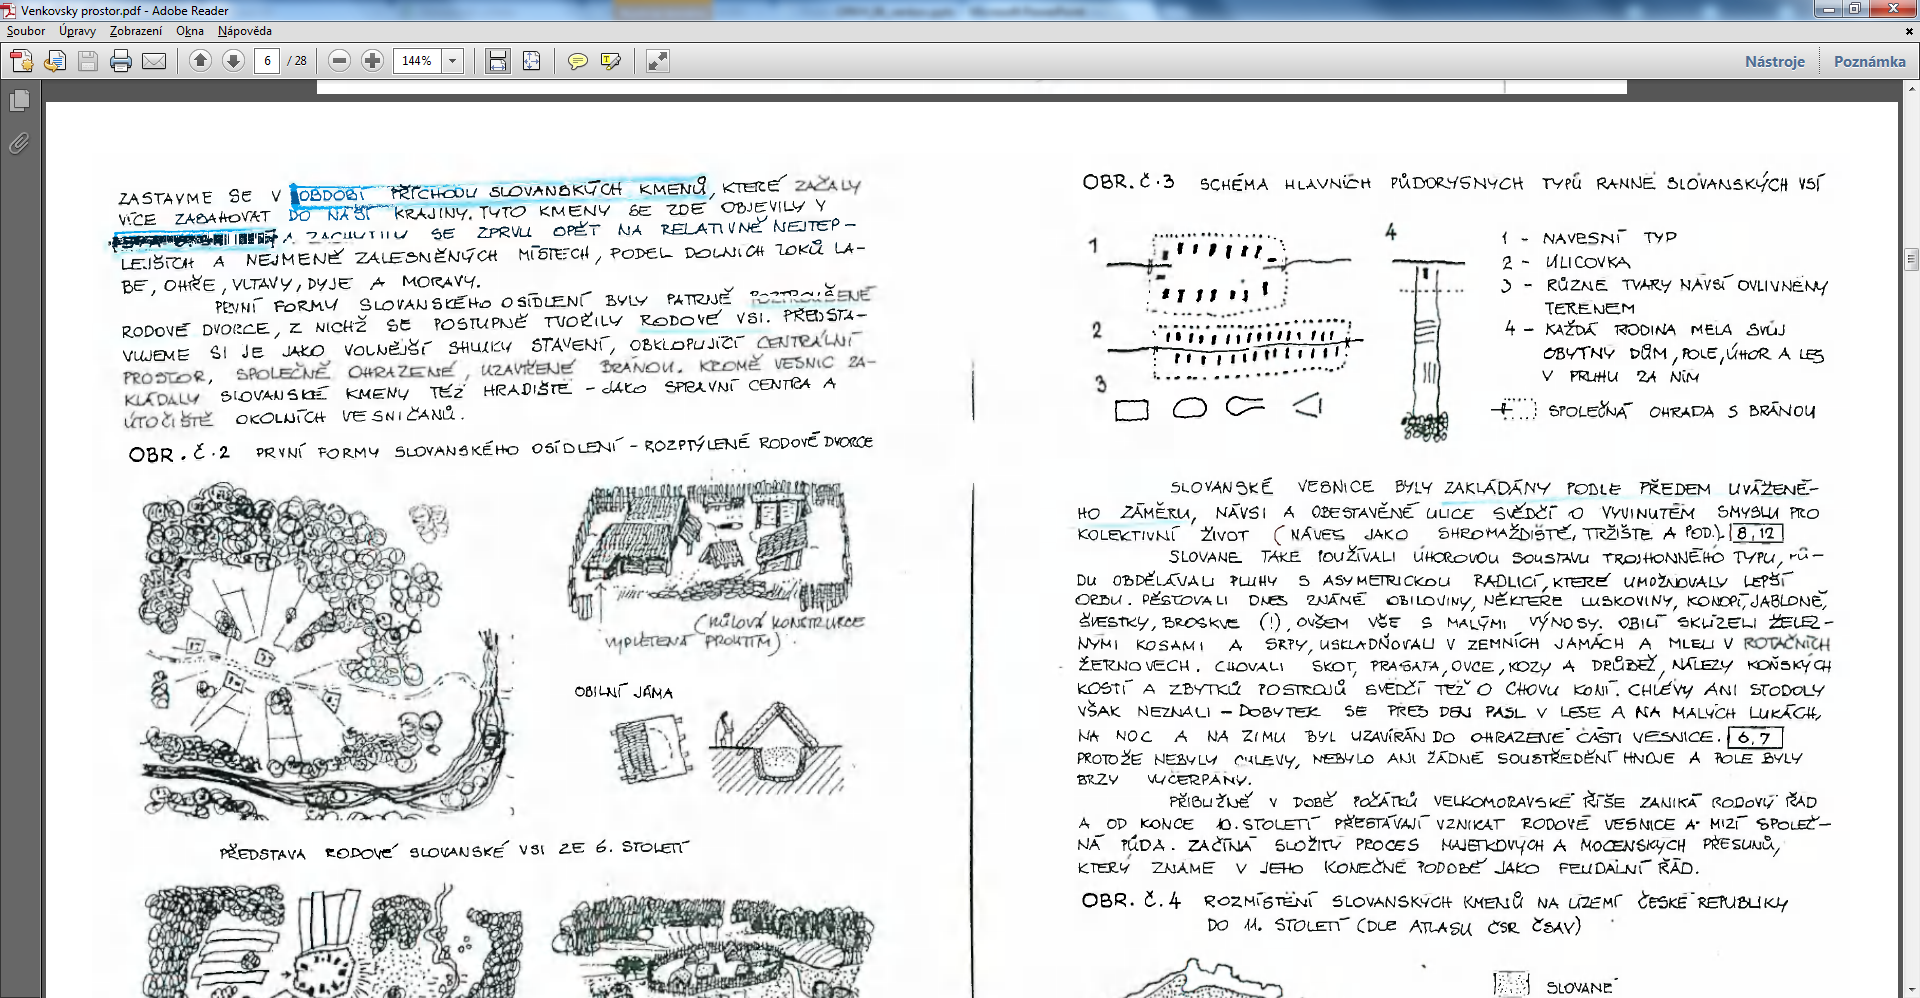 Venkovsky prostor.pdf - Adobe Reader
Soubor Úpravy Zobrazení Okna Nápověda
6 / 28 144%
Nástroje Poznámka
ZASTAVME SE V OBDOBÍ PŘÍCHODU SLOVANSKÝCH KMENŮ, KTERÉ ZAČALY
VÍCE ZASAHOVAT DO NAŠÍ KRAJINY. TYTO KMENY SE ZDE OBJEVILY V
A ZACHYTILY SE ZPRVU OPĚT NA RELATIVNĚ NEJTEP-
LEJŠÍCH A NEJMÉNĚ ZALESNĚNÝCH MÍSTECH, PODÉL DOLNÍCH TOKŮ LA-
BE, OHŘE, VLTAVY, DYJE A MORAVY.
PRVNÍ FORMY SLOVANSKÉHO OSÍDLENÍ BYLY PATRNĚ ROZTROUŠENÉ
RODOVÉ DVORCE, Z NICHŽ SE POSTUPNĚ TVOŘILY RODOVÉ VSI. PŘEDSTA-
VUJEME SI JE JAKO VOLNĚJŠÍ SHLUKY STAVENÍ, OBKLOPUJÍCÍ CENTRÁLNÍ
PROSTOR, SPOLEČNĚ OHRAZENÉ, UZAVŘENÉ BRÁNOU. KROMĚ VESNIC ZA-
KLÁDALY SLOVANSKÉ KMENY TÉŽ HRADIŠTĚ - JAKO SPRÁVNÍ CENTRA A
ÚTOČIŠTĚ OKOLNÍCH VESNIČANŮ.
OBR. Č. 2 PRVNÍ FORMY SLOVANSKÉHO OSÍDLENÍ - ROZPTÝLENÉ RODOVÉ DVORCE
(KŮLOVÁ KONSTRUKCE
VYPLETENÁ PROUTÍM)
OBILNÍ JÁMA
PŘEDSTAVA RODOVÉ SLOVANSKÉ VSI ZE 6. STOLETÍ
OBR. Č. 3 SCHÉMA HLAVNÍCH PŮDORYSNÝCH TYPŮ RANNĚ SLOVANSKÝCH VSÍ
1
2
3
4
1 - NÁVESNÍ TYP
2 - ULICOVKA
3 - RŮZNÉ TVARY NÁVSÍ OVLIVNĚNY
TERÉNEM
4 - KAŽDÁ RODINA MĚLA SVŮJ
OBYTNÝ DŮM, POLE, ÚHOR A LES
V PRUHU ZA NÍM
SPOLEČNÁ OHRADA S BRÁNOU
SLOVANSKÉ VESNICE BYLY ZAKLÁDÁNY PODLE PŘEDEM UVÁŽENÉ-
HO ZÁMĚRU, NÁVSI A OBESTAVĚNÉ ULICE SVĚDČÍ O VYVINUTÉM SMYSLU PRO
KOLEKTIVNÍ ŽIVOT (NÁVES JAKO SHROMAŽDIŠTĚ, TRŽIŠTĚ A POD.). 8, 12
SLOVANÉ TAKÉ POUŽÍVALI ÚHOROVOU SOUSTAVU TROJHONNÉHO TYPU, PŮ-
DU OBDĚLÁVALI PLUHY S ASYMETRICKOU RADLICÍ, KTERÉ UMOŽŇOVALY LEPŠÍ
ORBU. PĚSTOVALI DNES ZNÁMÉ OBILOVINY, NĚKTERÉ LUSKOVINY, KONOPÍ, JABLONĚ,
ŠVESTKY, BROSKVE (!), OVŠEM VŠE S MALÝMI VÝNOSY. OBILÍ SKLÍZELI ŽELEZ-
NÝMI KOSAMI A SRPY, USKLADŇOVALI V ZEMNÍCH JÁMÁCH A MLELI V ROTAČNÍCH
ŽERNOVECH. CHOVALI SKOT, PRASATA, OVCE, KOZY A DRŮBEŽ, NÁLEZY KOŇSKÝCH
KOSTÍ A ZBYTKŮ POSTROJŮ SVĚDČÍ TÉŽ O CHOVU KONÍ. CHLÉVY ANI STODOLY
VŠAK NEZNALI - DOBYTEK SE PŘES DEN PÁSL V LESE A NA MALÝCH LUKÁCH,
NA NOC A NA ZIMU BYL UZAVÍRÁN DO OHRAZENÉ ČÁSTI VESNICE. 6, 7
PROTOŽE NEBYLY CHLÉVY, NEBYLO ANI ŽÁDNÉ SOUSTŘEDĚNÍ HNOJE A POLE BYLY
BRZY VYČERPÁNY.
PŘIBLIŽNĚ V DOBĚ POČÁTKŮ VELKOMORAVSKÉ ŘÍŠE ZANIKÁ RODOVÝ ŘÁD
A OD KONCE 10. STOLETÍ PŘESTÁVAJÍ VZNIKAT RODOVÉ VESNICE A MIZÍ SPOLEČ-
NÁ PŮDA. ZAČÍNÁ SLOŽITÝ PROCES MAJETKOVÝCH A MOCENSKÝCH PŘESUNŮ,
KTERÝ ZNÁME V JEHO KONEČNÉ PODOBĚ JAKO FEUDÁLNÍ ŘÁD.
OBR. Č. 4 ROZMÍSTĚNÍ SLOVANSKÝCH KMENŮ NA ÚZEMÍ ČESKÉ REPUBLIKY
DO 11. STOLETÍ (DLE ATLASU ČSR ČSAV)
SLOVANÉ